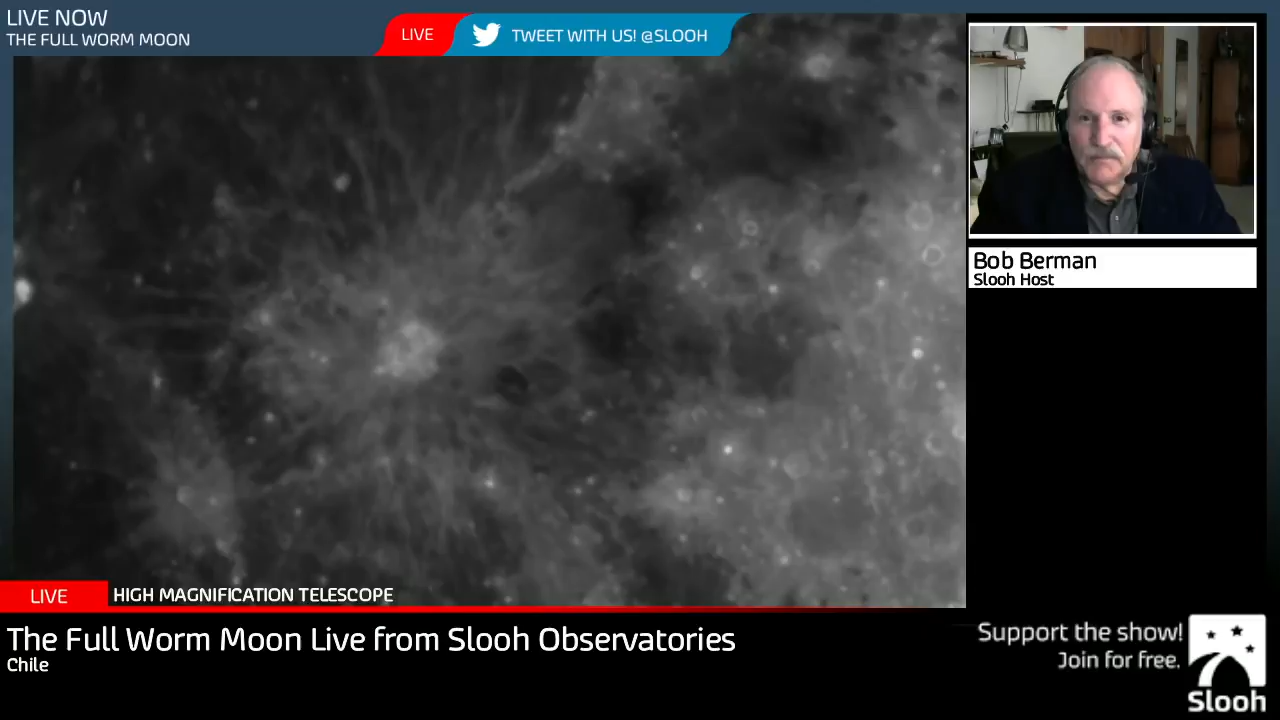 LIVE NOW
THE FULL WORM MOON
LIVE
TWEET WITH US! @SLOOH
Bob Berman
Slooh Host
LIVE
HIGH MAGNIFICATION TELESCOPE
The Full Worm Moon Live from Slooh Observatories
Chile
Support the show!
Join for free.
Slooh